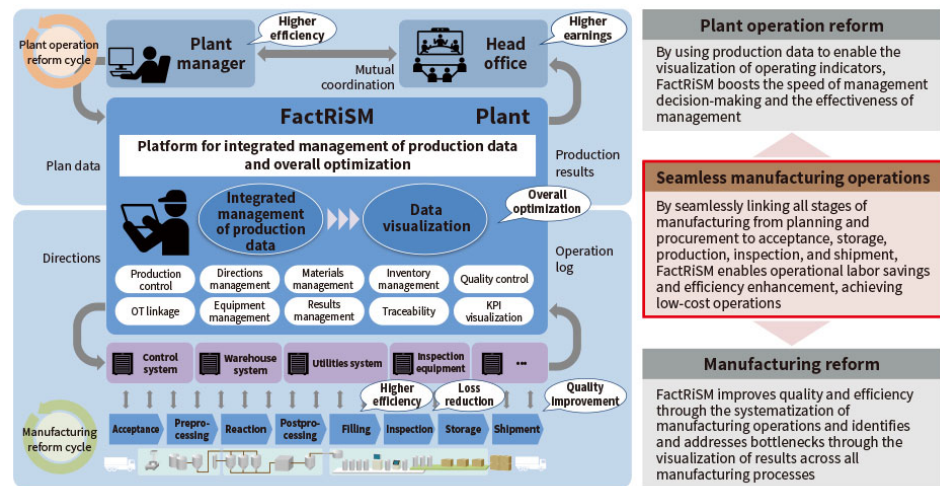 Plant operation
reform cycle
Plant
manager
Higher
efficiency
Mutual
coordination
Head
office
Higher
earnings
Plan data
FactRiSM
Plant
Platform for integrated management of production data
and overall optimization
Production
results
Integrated
management
of production
data
Data
visualization
Overall
optimization
Directions
Operation
log
Production
control
Directions
management
Materials
management
Inventory
management
Quality control
OT linkage
Equipment
management
Results
management
Traceability
KPI
visualization
Control
system
Warehouse
system
Utilities system
Inspection
equipment
...
Higher
efficiency
Loss
reduction
Quality
improvement
Manufacturing
reform cycle
Acceptance
Prepro-
cessing
Reaction
Postpro-
cessing
Filling
Inspection
Storage
Shipment
Plant operation reform
By using production data to enable the
visualization of operating indicators,
FactRiSM boosts the speed of management
decision-making and the effectiveness of
management
Seamless manufacturing operations
By seamlessly linking all stages of
manufacturing from planning and
procurement to acceptance, storage,
production, inspection, and shipment,
FactRiSM enables operational labor savings
and efficiency enhancement, achieving
low-cost operations
Manufacturing reform
FactRiSM improves quality and efficiency
through the systematization of
manufacturing operations and identifies
and addresses bottlenecks through the
visualization of results across all
manufacturing processes